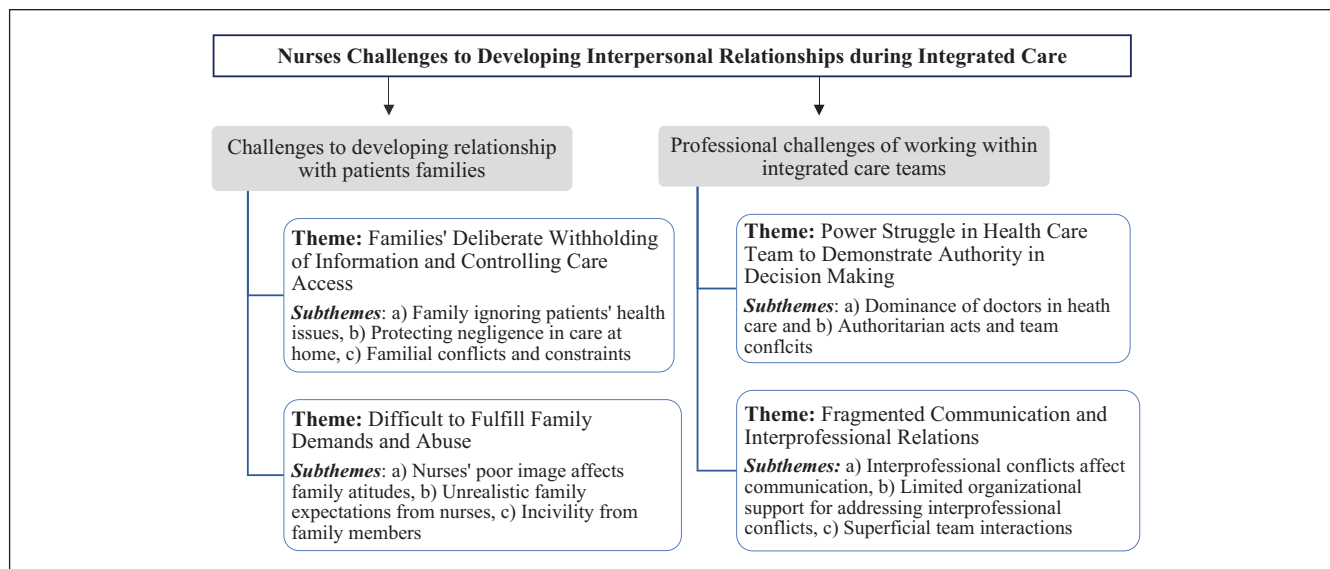 Nurses Challenges to Developing Interpersonal Relationships during Integrated Care
Challenges to developing relationship
with patients families
Theme: Families' Deliberate Withholding
of Information and Controlling Care
Access
Subthemes: a) Family ignoring patients' health
issues, b) Protecting negligence in care at
home, c) Familial conflicts and constraints
Theme: Difficult to Fulfill Family
Demands and Abuse
Subthemes: a) Nurses' poor image affects
family atitudes, b) Unrealistic family
expectations from nurses, c) Incivility from
family members
Professional challenges of working within
integrated care teams
Theme: Power Struggle in Health Care
Team to Demonstrate Authority in
Decision Making
Subthemes: a) Dominance of doctors in heath
care and b) Authoritarian acts and team
conflcits
Theme: Fragmented Communication and
Interprofessional Relations
Subthemes: a) Interprofessional conflicts affect
communication, b) Limited organizational
support for addressing interprofessional
conflicts, c) Superficial team interactions